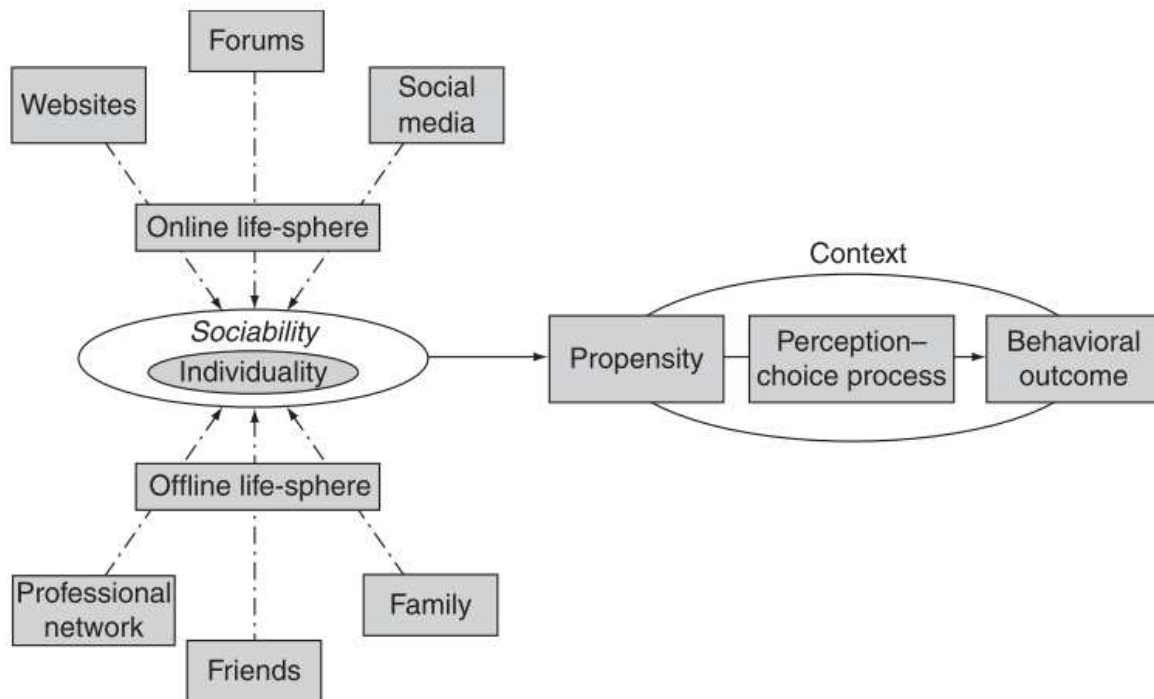 Forums
Websites
Social
media
Online life-sphere
Context
Sociability
Individuality
Propensity
Perception–
choice process
Behavioral
outcome
Offline life-sphere
Professional
network
Family
Friends